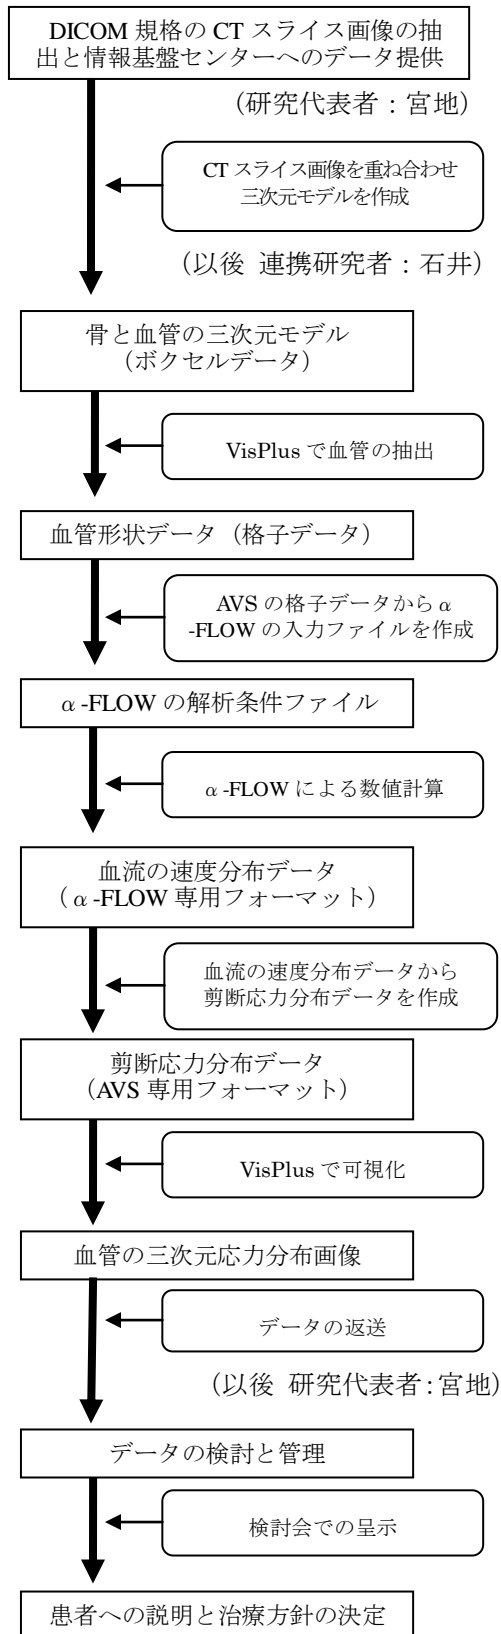 DICOM 規格の CT スライス画像の抽
出と情報基盤センターへのデータ提供
(研究代表者：宮地)
CT スライス画像を重ね合わせ
三次元モデルを作成
(以後 連携研究者：石井)
骨と血管の三次元モデル
(ボクセルデータ)
VisPlus で血管の抽出
血管形状データ (格子データ)
AVS の格子データからα
-FLOW の入力ファイルを作成
α-FLOW の解析条件ファイル
α-FLOW による数値計算
血流の速度分布データ
(α-FLOW 専用フォーマット)
血流の速度分布データから
剪断応力分布データを作成
剪断応力分布データ
(AVS 専用フォーマット)
VisPlus で可視化
血管の三次元応力分布画像
データの返送
(以後 研究代表者：宮地)
データの検討と管理
検討会での呈示
患者への説明と治療方針の決定